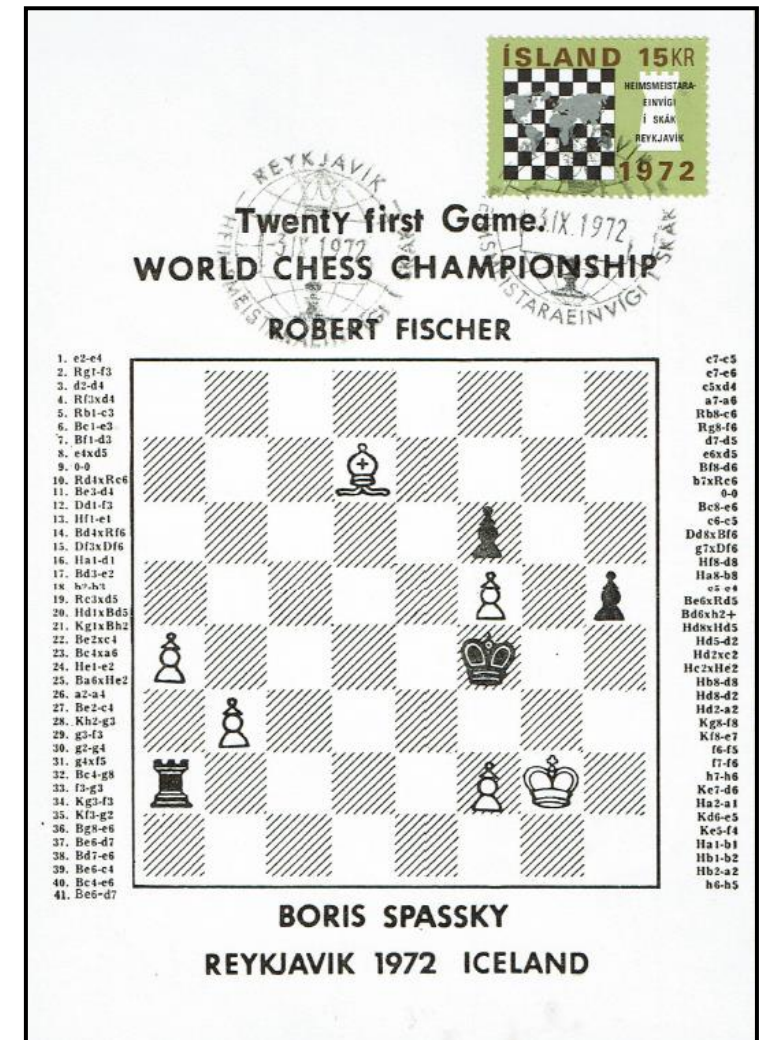 ÍSLAND 15KR
HEIMSMEISTARA-
EINVÍGI
Í SKÁK
REYKJAVÍK
1972
REYKJAVÍK
HEIMSMEISTARAEINVÍGI Í SKÁK
-3.IX.1972
3.IX.1972
MEISTARAEINVÍGI Í SKÁK
Twenty first Game.
WORLD CHESS CHAMPIONSHIP
ROBERT FISCHER
1. e2-e4
2. Rg1-f3
3. d2-d4
4. Rf3xd4
5. Rb1-c3
6. Bc1-e3
7. Bf1-d3
8. e4xd5
9. 0-0
10. Rd4xRc6
11. Be3-d4
12. Dd1-f3
13. Hf1-e1
14. Bd4xRf6
15. Df3xDf6
16. Ha1-d1
17. Bd3-e2
18. h2-h3
19. Rc3xd5
20. Hd1xBd5
21. Kg1xBh2
22. Be2xc4
23. Bc4xa6
24. He1-e2
25. Ba6xHe2
26. a2-a4
27. Be2-c4
28. Kh2-g3
29. g3-f3
30. g2-g4
31. g4xf5
32. Bc4-g8
33. f3-g3
34. Kg3-f3
35. Kf3-g2
36. Bg8-e6
37. Be6-d7
38. Bd7-e6
39. Be6-c4
40. Bc4-e6
41. Be6-d7
c7-c5
e7-e6
c5xd4
a7-a6
Rb8-c6
Rg8-f6
d7-d5
e6xd5
Bf8-d6
b7xRc6
0-0
Bc8-e6
c6-c5
Dd8xBf6
g7xDf6
Hf8-d8
Ha8-b8
c5-c4
Be6xRd5
Bd6xh2+
Hd8xHd5
Hd5-d2
Hd2xc2
Hc2xHe2
Hb8-d8
Hd8-d2
Hd2-a2
Kg8-f8
Kf8-e7
f6-f5
f7-f6
h7-h6
Ke7-d6
Ha2-a1
Kd6-e5
Ke5-f4
Ha1-b1
Hb1-b2
Hb2-a2
h6-h5
BORIS SPASSKY
REYKJAVIK 1972 ICELAND